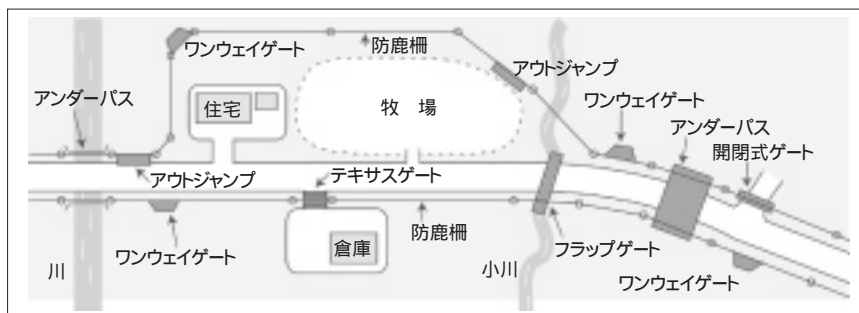 ワンウェイゲート
防鹿柵
アウトジャンプ
アンダーパス
住宅
牧 場
ワンウェイゲート
アンダーパス
開閉式ゲート
アウトジャンプ
テキサスゲート
川
ワンウェイゲート
倉庫
防鹿柵
小川
フラップゲート
ワンウェイゲート